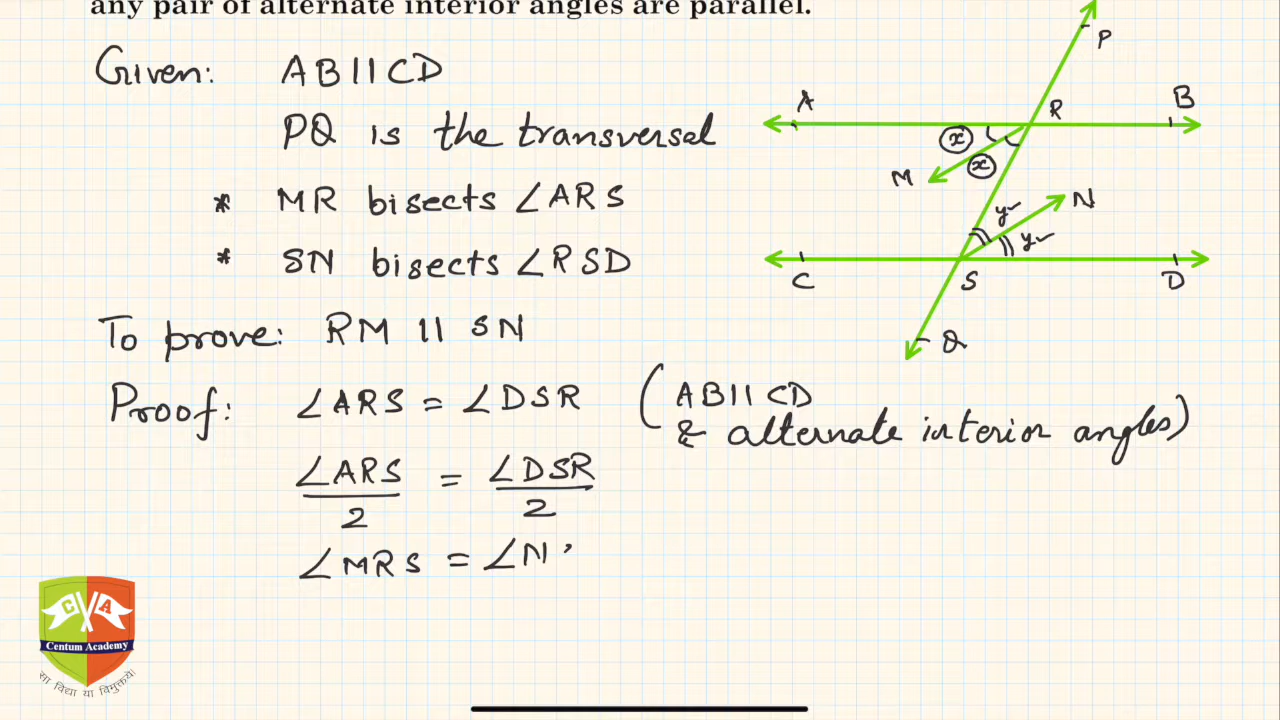 any pair of alternate interior angles are parallel.
Given: AB||CD
PQ is the transversal
* MR bisects ∠ARS
* SN bisects ∠RSD
To prove: RM || SN
Proof: ∠ARS = ∠DSR (AB||CD
& alternate interior angles)
∠ARS/2 = ∠DSR/2
∠MRS = ∠N
P
A
R
B
x
x
M
N
y
y
C
S
D
Q
C A
Centum Academy
सा विद्या या विमुक्तये।